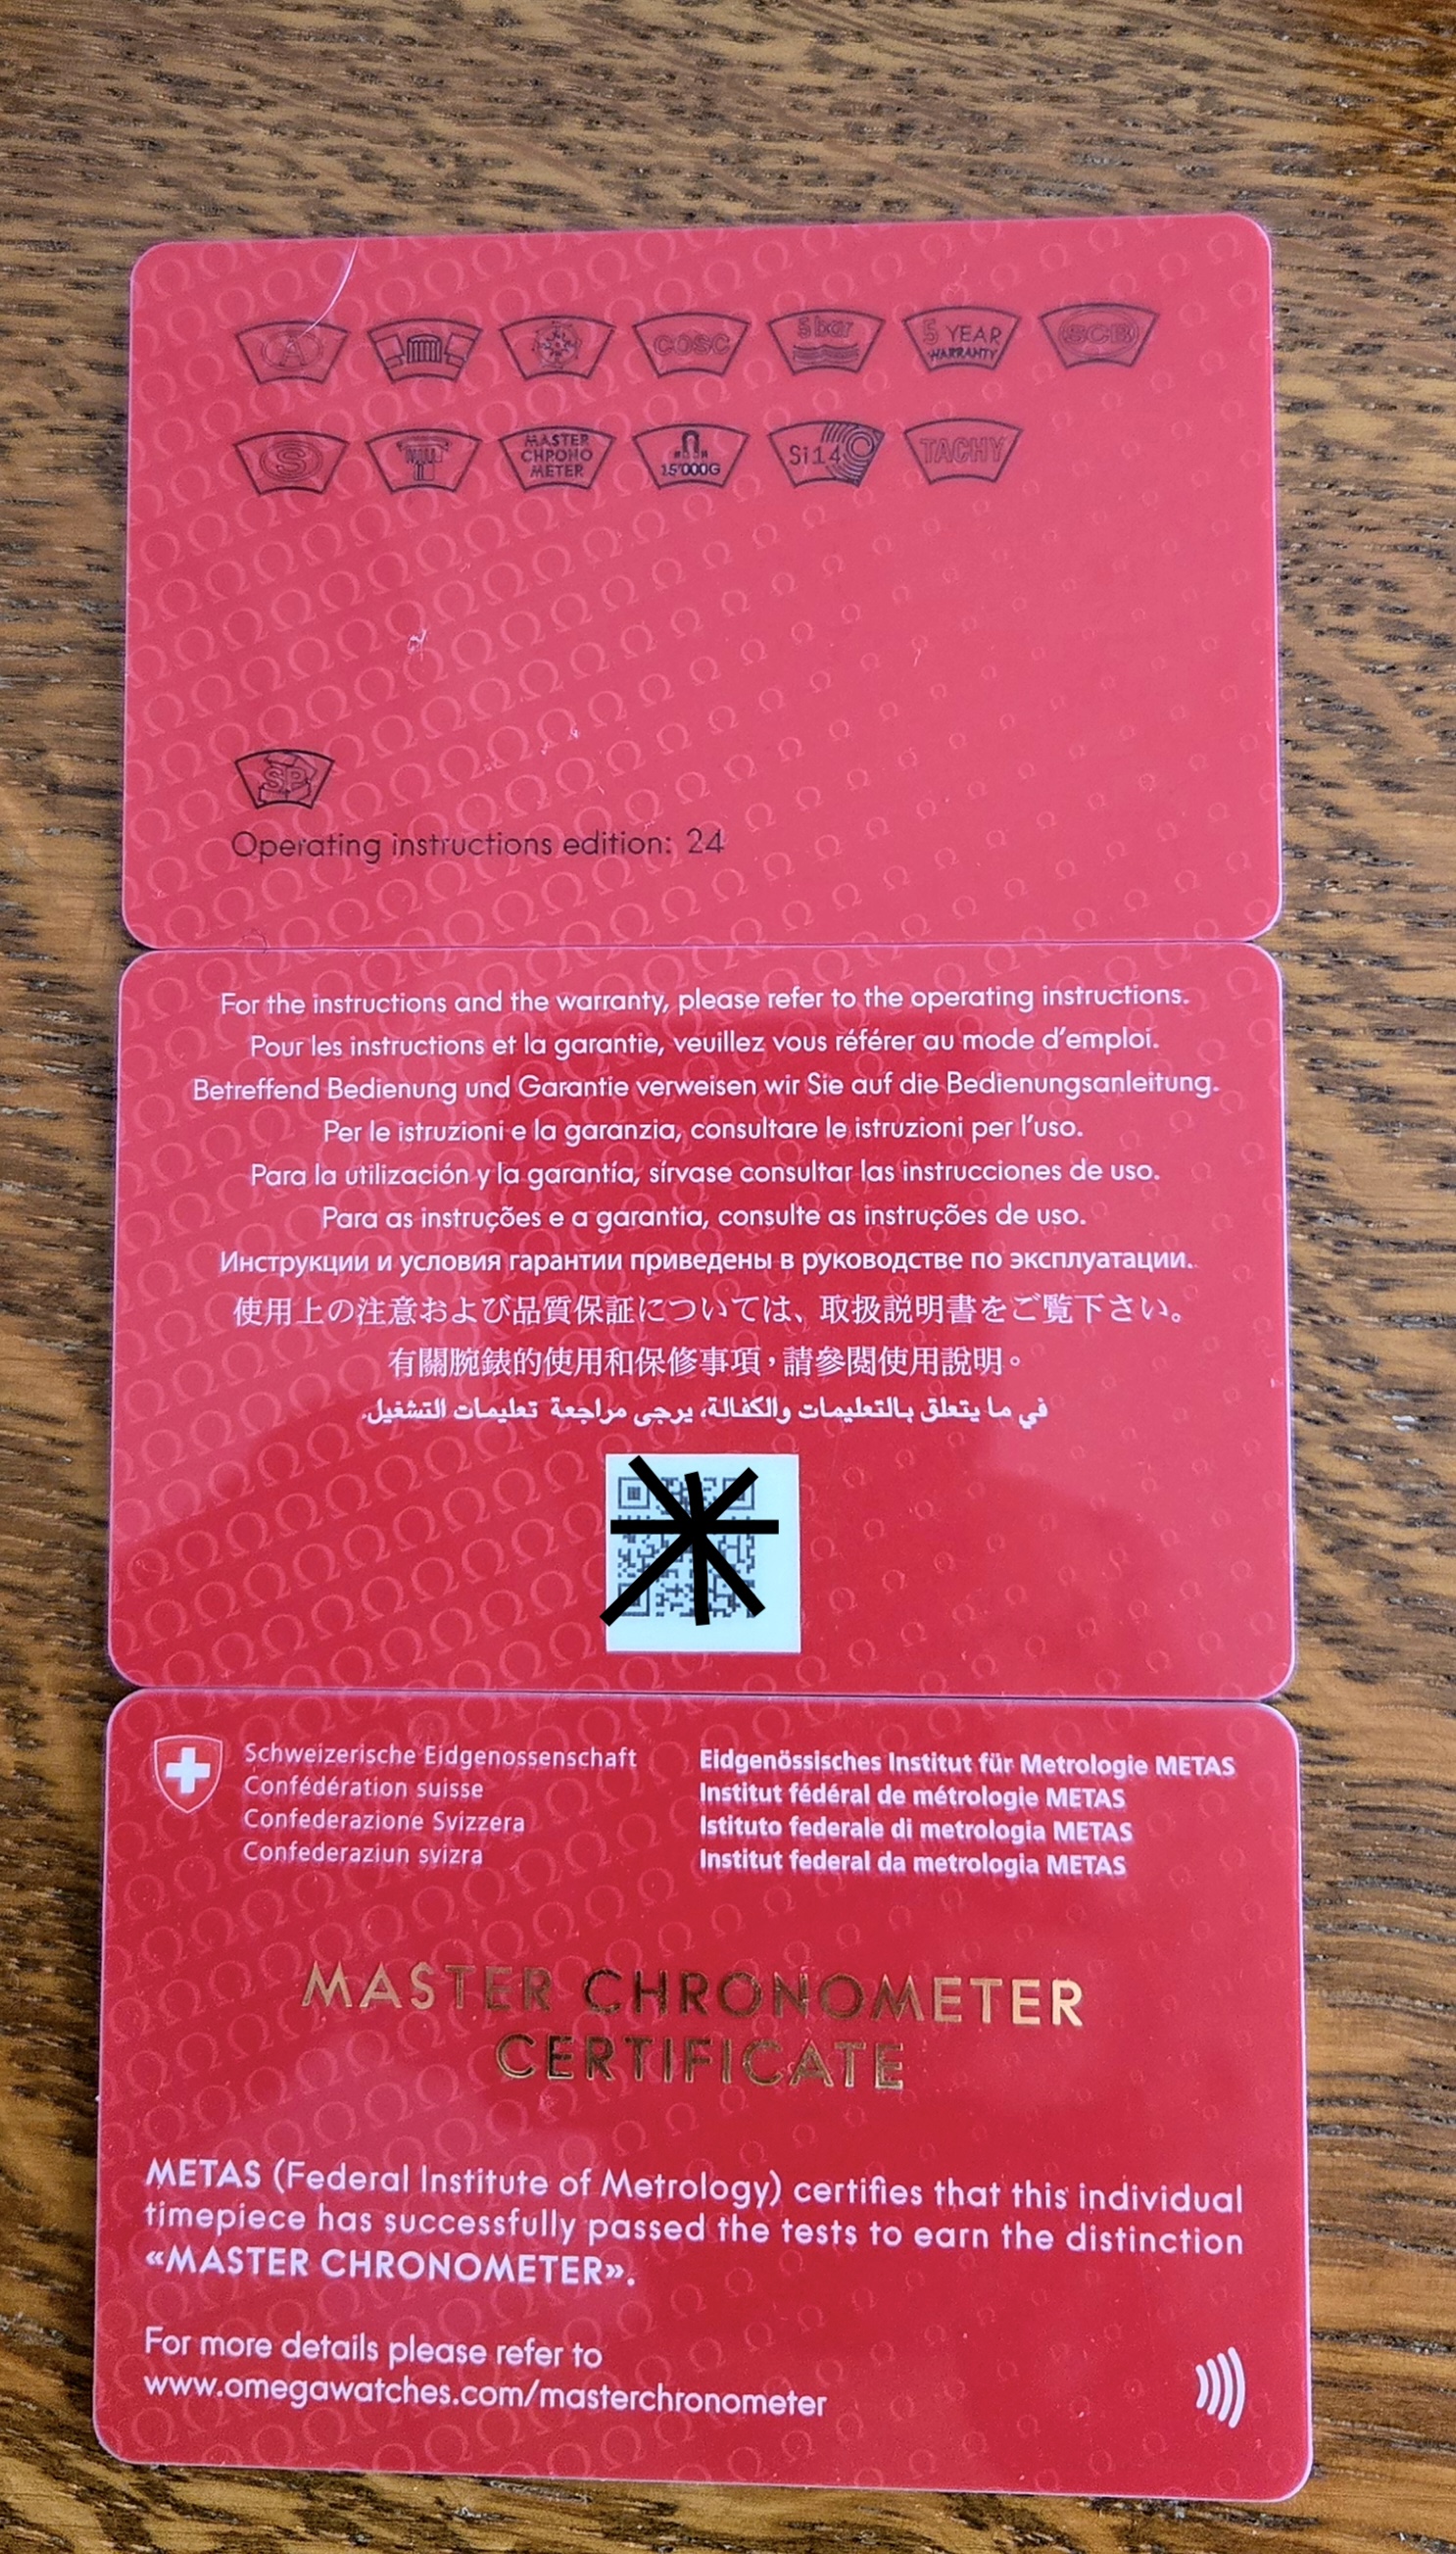 A
COSC
5 bar
5 YEAR
WARRANTY
SCB
S
MASTER
CHRONO
METER
15'000G
Si14
TACHY
SP
Operating instructions edition: 24
For the instructions and the warranty, please refer to the operating instructions.
Pour les instructions et la garantie, veuillez vous référer au mode d’emploi.
Betreffend Bedienung und Garantie verweisen wir Sie auf die Bedienungsanleitung.
Per le istruzioni e la garanzia, consultare le istruzioni per l’uso.
Para la utilización y la garantía, sírvase consultar las instrucciones de uso.
Para as instruções e a garantia, consulte as instruções de uso.
Инструкции и условия гарантии приведены в руководстве по эксплуатации.
使用上の注意および品質保証については、取扱説明書をご覧下さい。
有關腕錶的使用和保修事項，請參閱使用說明。
في ما يتعلق بالتعليمات والكفالة، يرجى مراجعة تعليمات التشغيل.
Schweizerische Eidgenossenschaft
Confédération suisse
Confederazione Svizzera
Confederaziun svizra
Eidgenössisches Institut für Metrologie METAS
Institut fédéral de métrologie METAS
Istituto federale di metrologia METAS
Institut federal da metrologia METAS
MASTER CHRONOMETER
CERTIFICATE
METAS (Federal Institute of Metrology) certifies that this individual
timepiece has successfully passed the tests to earn the distinction
«MASTER CHRONOMETER».
For more details please refer to
www.omegawatches.com/masterchronometer